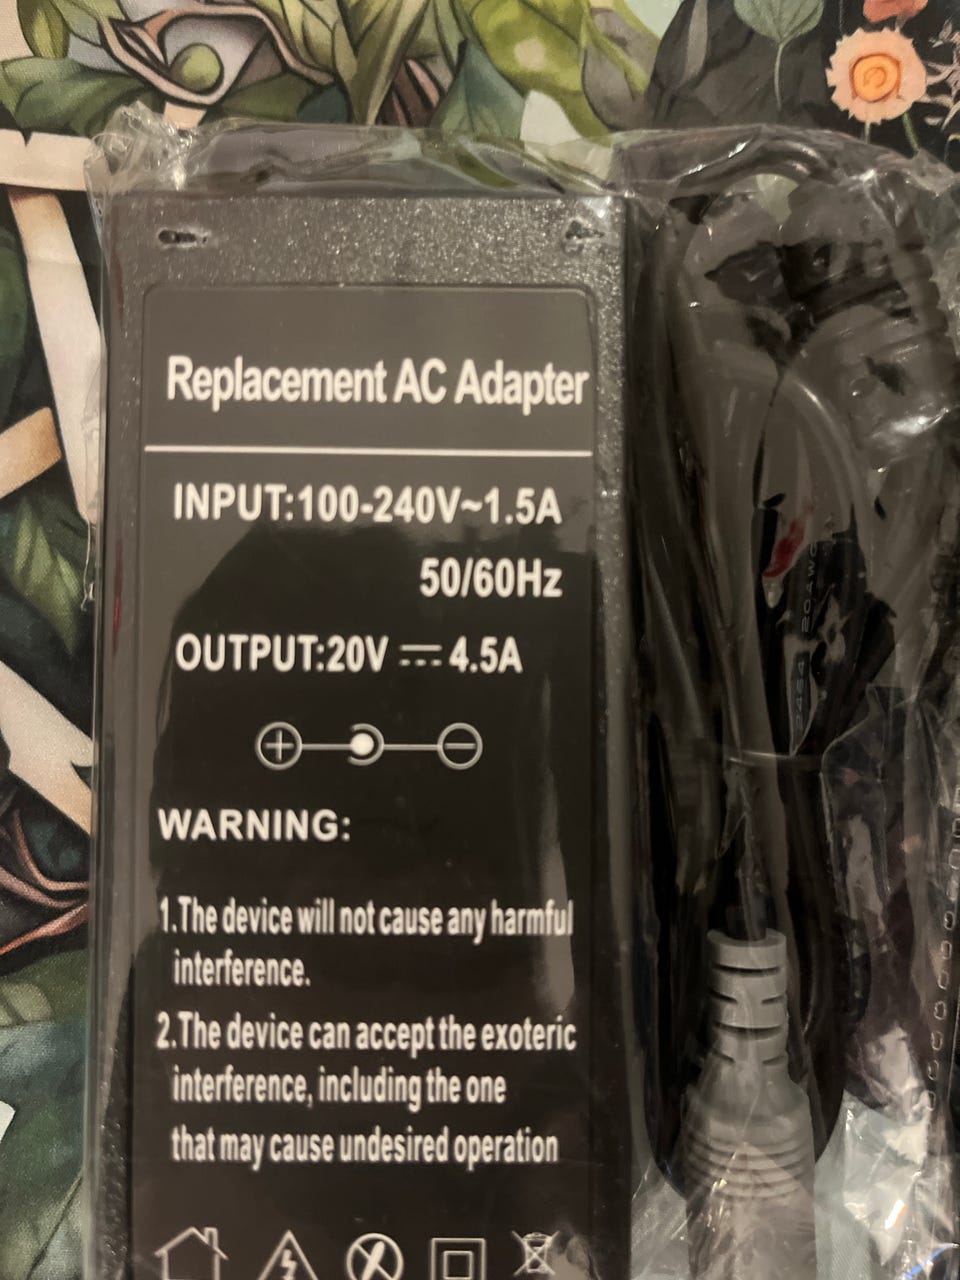 Replacement AC Adapter
INPUT:100-240V~1.5A
50/60Hz
OUTPUT:20V ⎓ 4.5A
WARNING:
1.The device will not cause any harmful
interference.
2.The device can accept the exoteric
interference, including the one
that may cause undesired operation